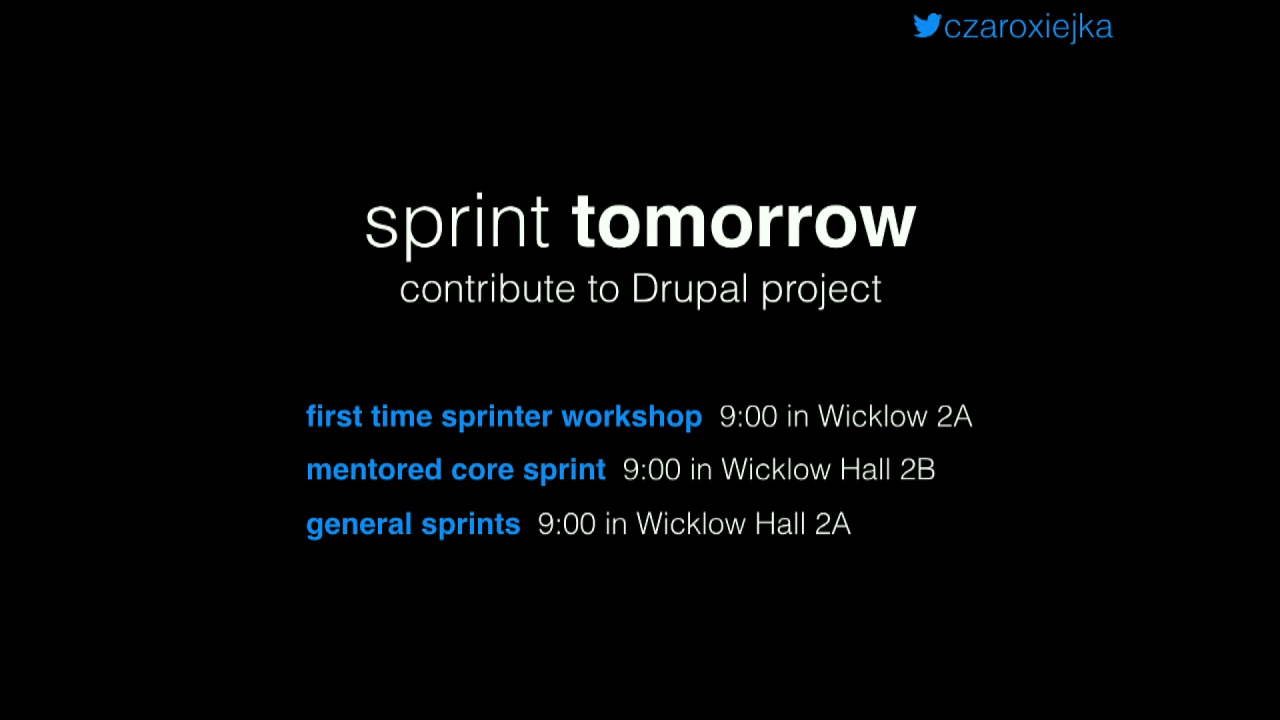 czaroxiejka
sprint tomorrow
contribute to Drupal project
first time sprinter workshop 9:00 in Wicklow 2A
mentored core sprint 9:00 in Wicklow Hall 2B
general sprints 9:00 in Wicklow Hall 2A